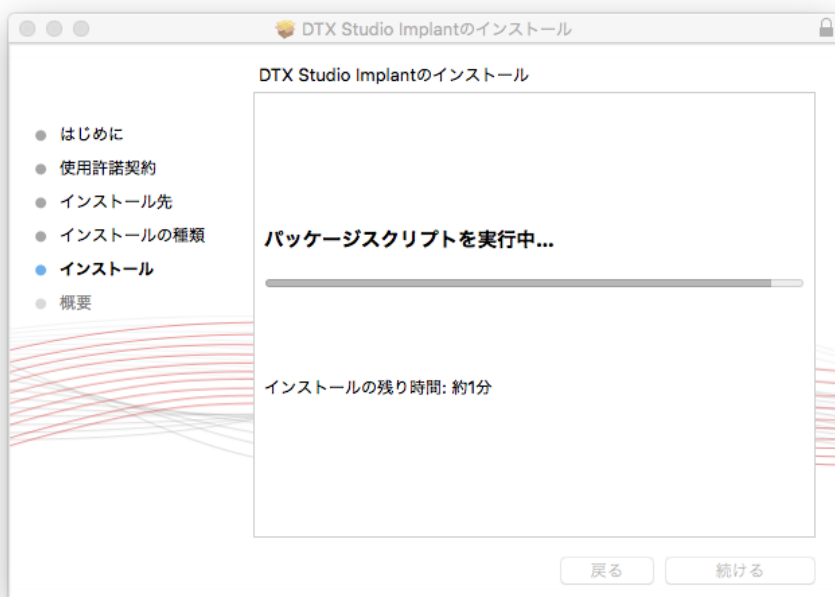 DTX Studio Implantのインストール
DTX Studio Implantのインストール
はじめに
使用許諾契約
インストール先
インストールの種類
インストール
概要
パッケージスクリプトを実行中...
インストールの残り時間: 約1分
戻る
続ける